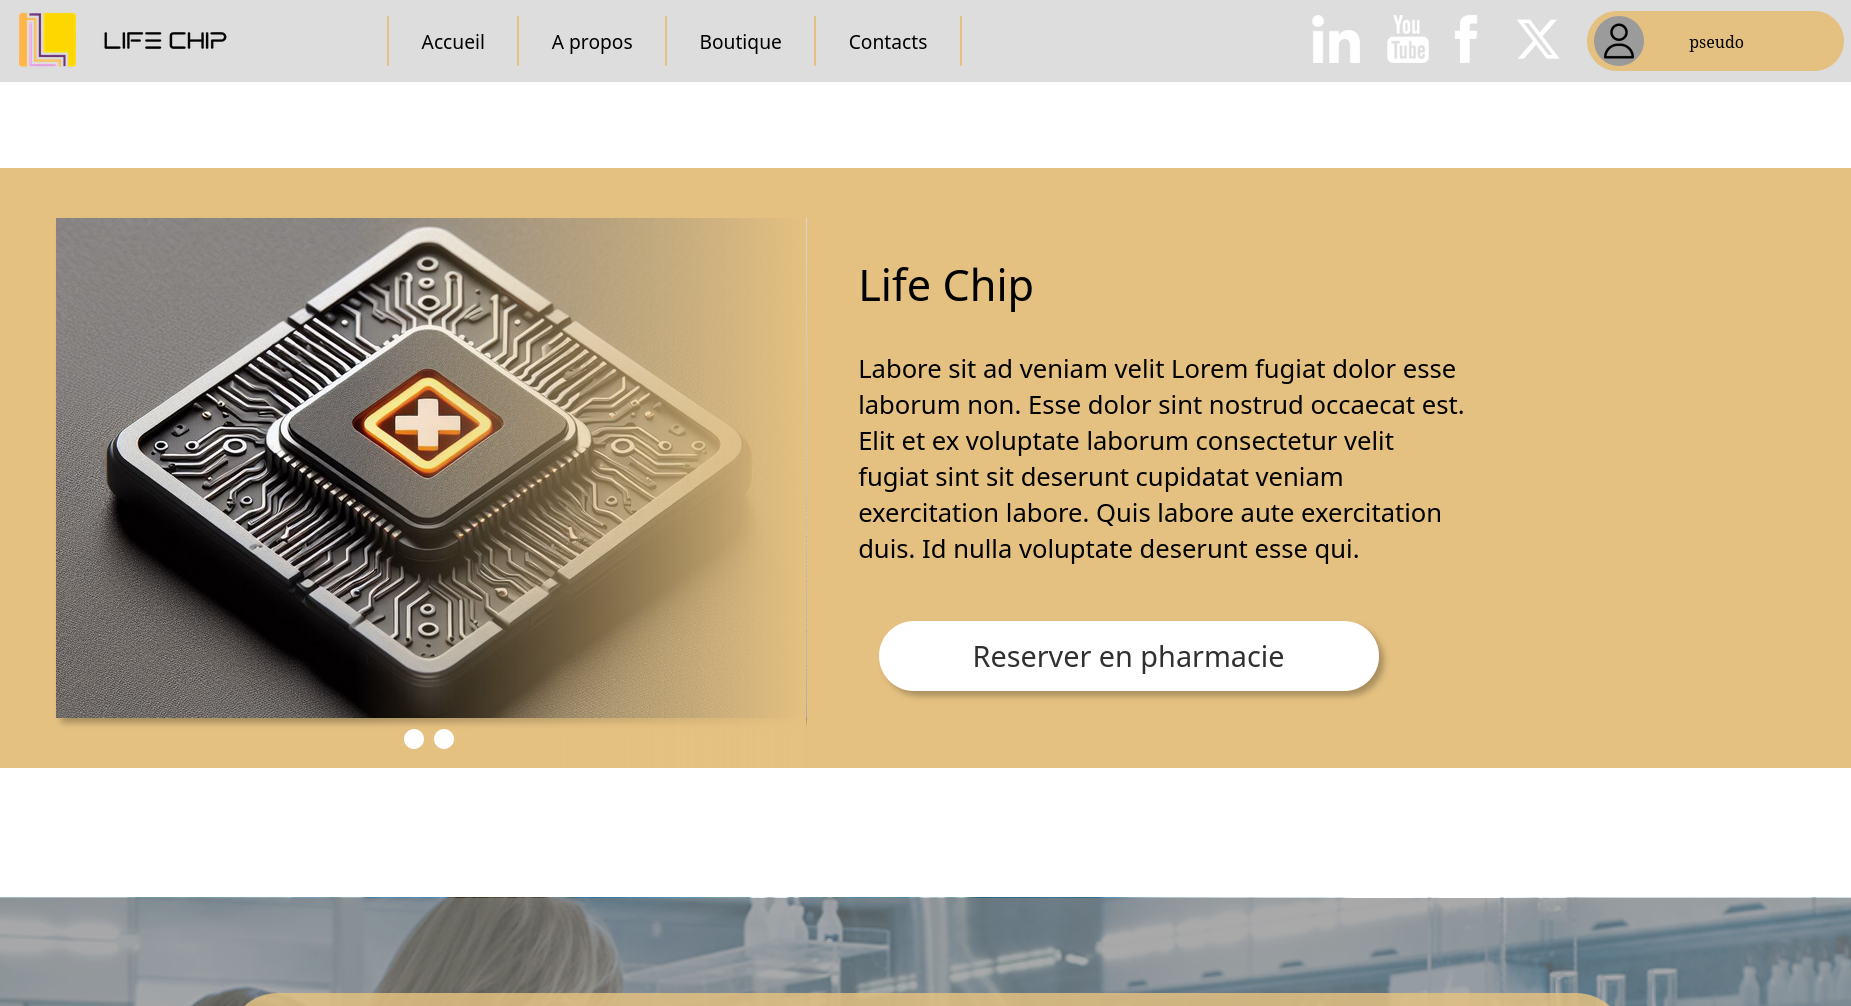 LIFE CHIP
Accueil
A propos
Boutique
Contacts
in
You
Tube
f
X
pseudo
Life Chip
Labore sit ad veniam velit Lorem fugiat dolor esse
laborum non. Esse dolor sint nostrud occaecat est.
Elit et ex voluptate laborum consectetur velit
fugiat sint sit deserunt cupidatat veniam
exercitation labore. Quis labore aute exercitation
duis. Id nulla voluptate deserunt esse qui.
Reserver en pharmacie